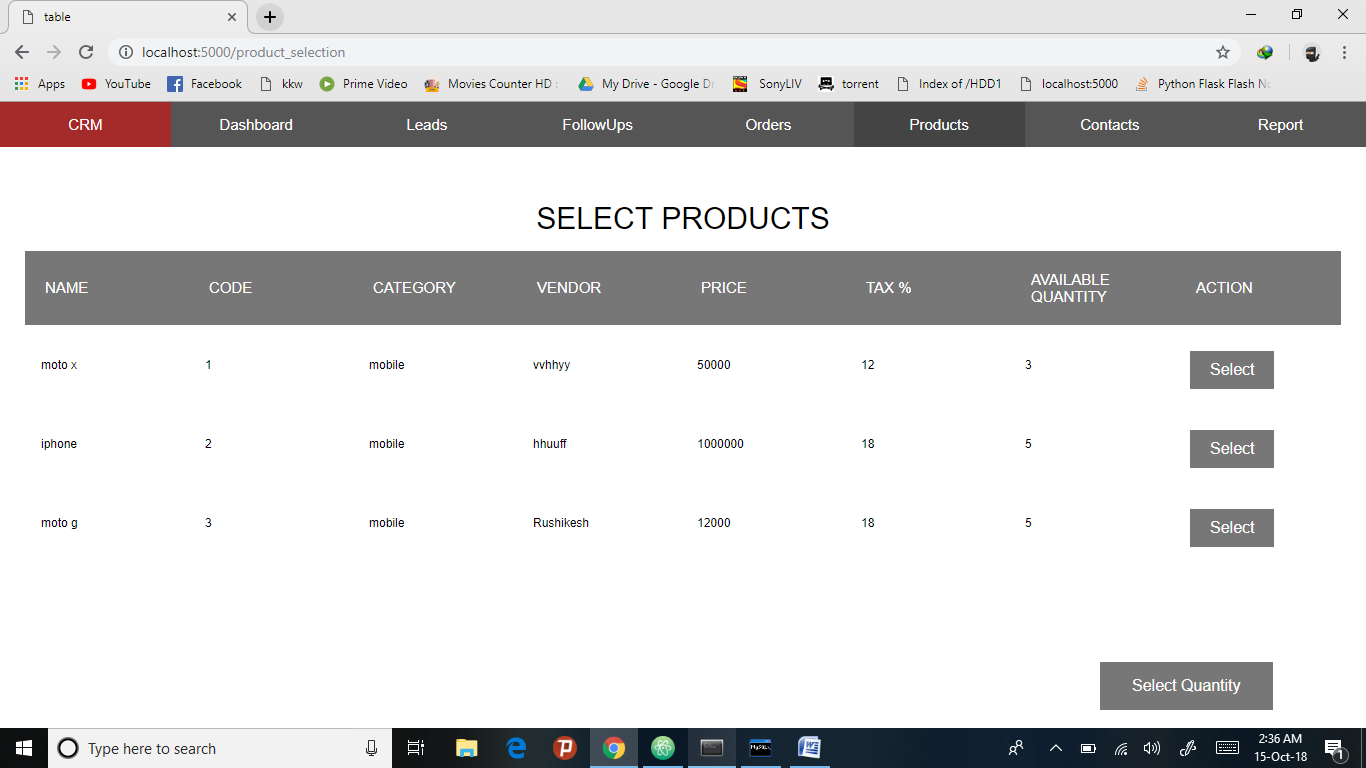 table
localhost:5000/product_selection
Apps YouTube Facebook kkw Prime Video Movies Counter HD : My Drive - Google Dr SonyLIV torrent Index of /HDD1 localhost:5000 Python Flask Flash No
CRM Dashboard Leads FollowUps Orders Products Contacts Report
SELECT PRODUCTS
NAME CODE CATEGORY VENDOR PRICE TAX % AVAILABLE QUANTITY ACTION
moto x 1 mobile vvhhyy 50000 12 3 Select
iphone 2 mobile hhuuff 1000000 18 5 Select
moto g 3 mobile Rushikesh 12000 18 5 Select
Select Quantity
Type here to search
MySQL
2:36 AM
15-Oct-18
1